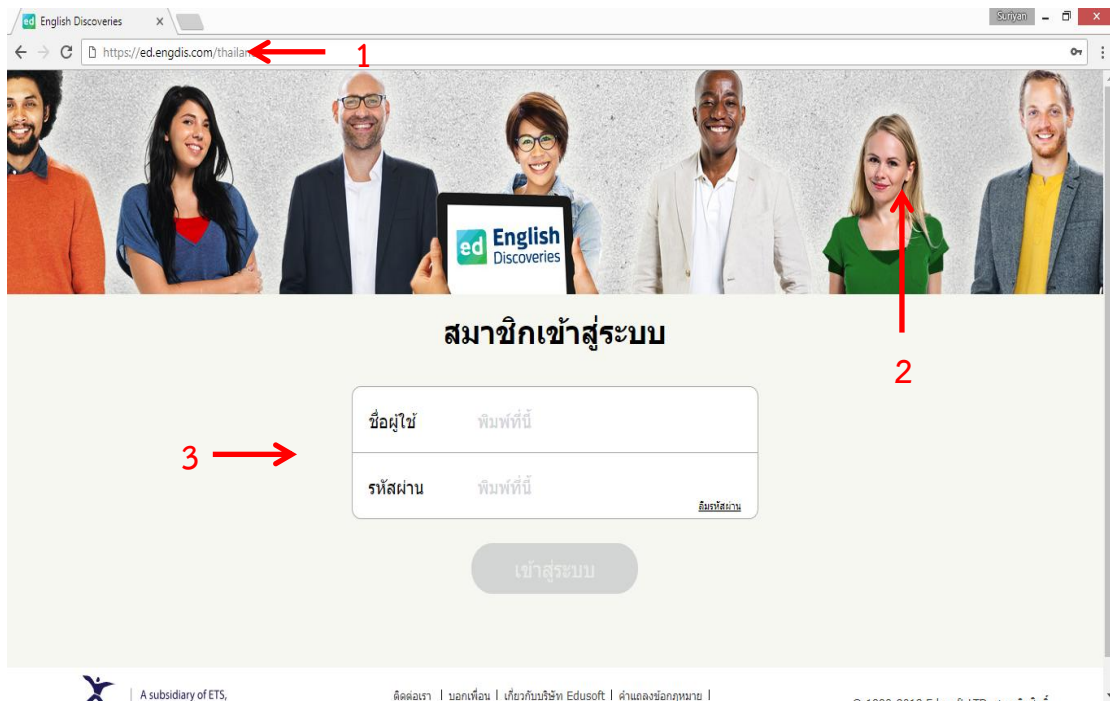 English Discoveries
Suriyan
https://ed.engdis.com/thailan
1
ed English
Discoveries
สมาชิกเข้าสู่ระบบ
2
ชื่อผู้ใช้ พิมพ์ที่นี่
3
รหัสผ่าน พิมพ์ที่นี่
ลืมรหัสผ่าน
เข้าสู่ระบบ
A subsidiary of ETS,
ติดต่อเรา | บอกเพื่อน | เกี่ยวกับบริษัท Edusoft | คำแถลงข้อกฎหมาย |